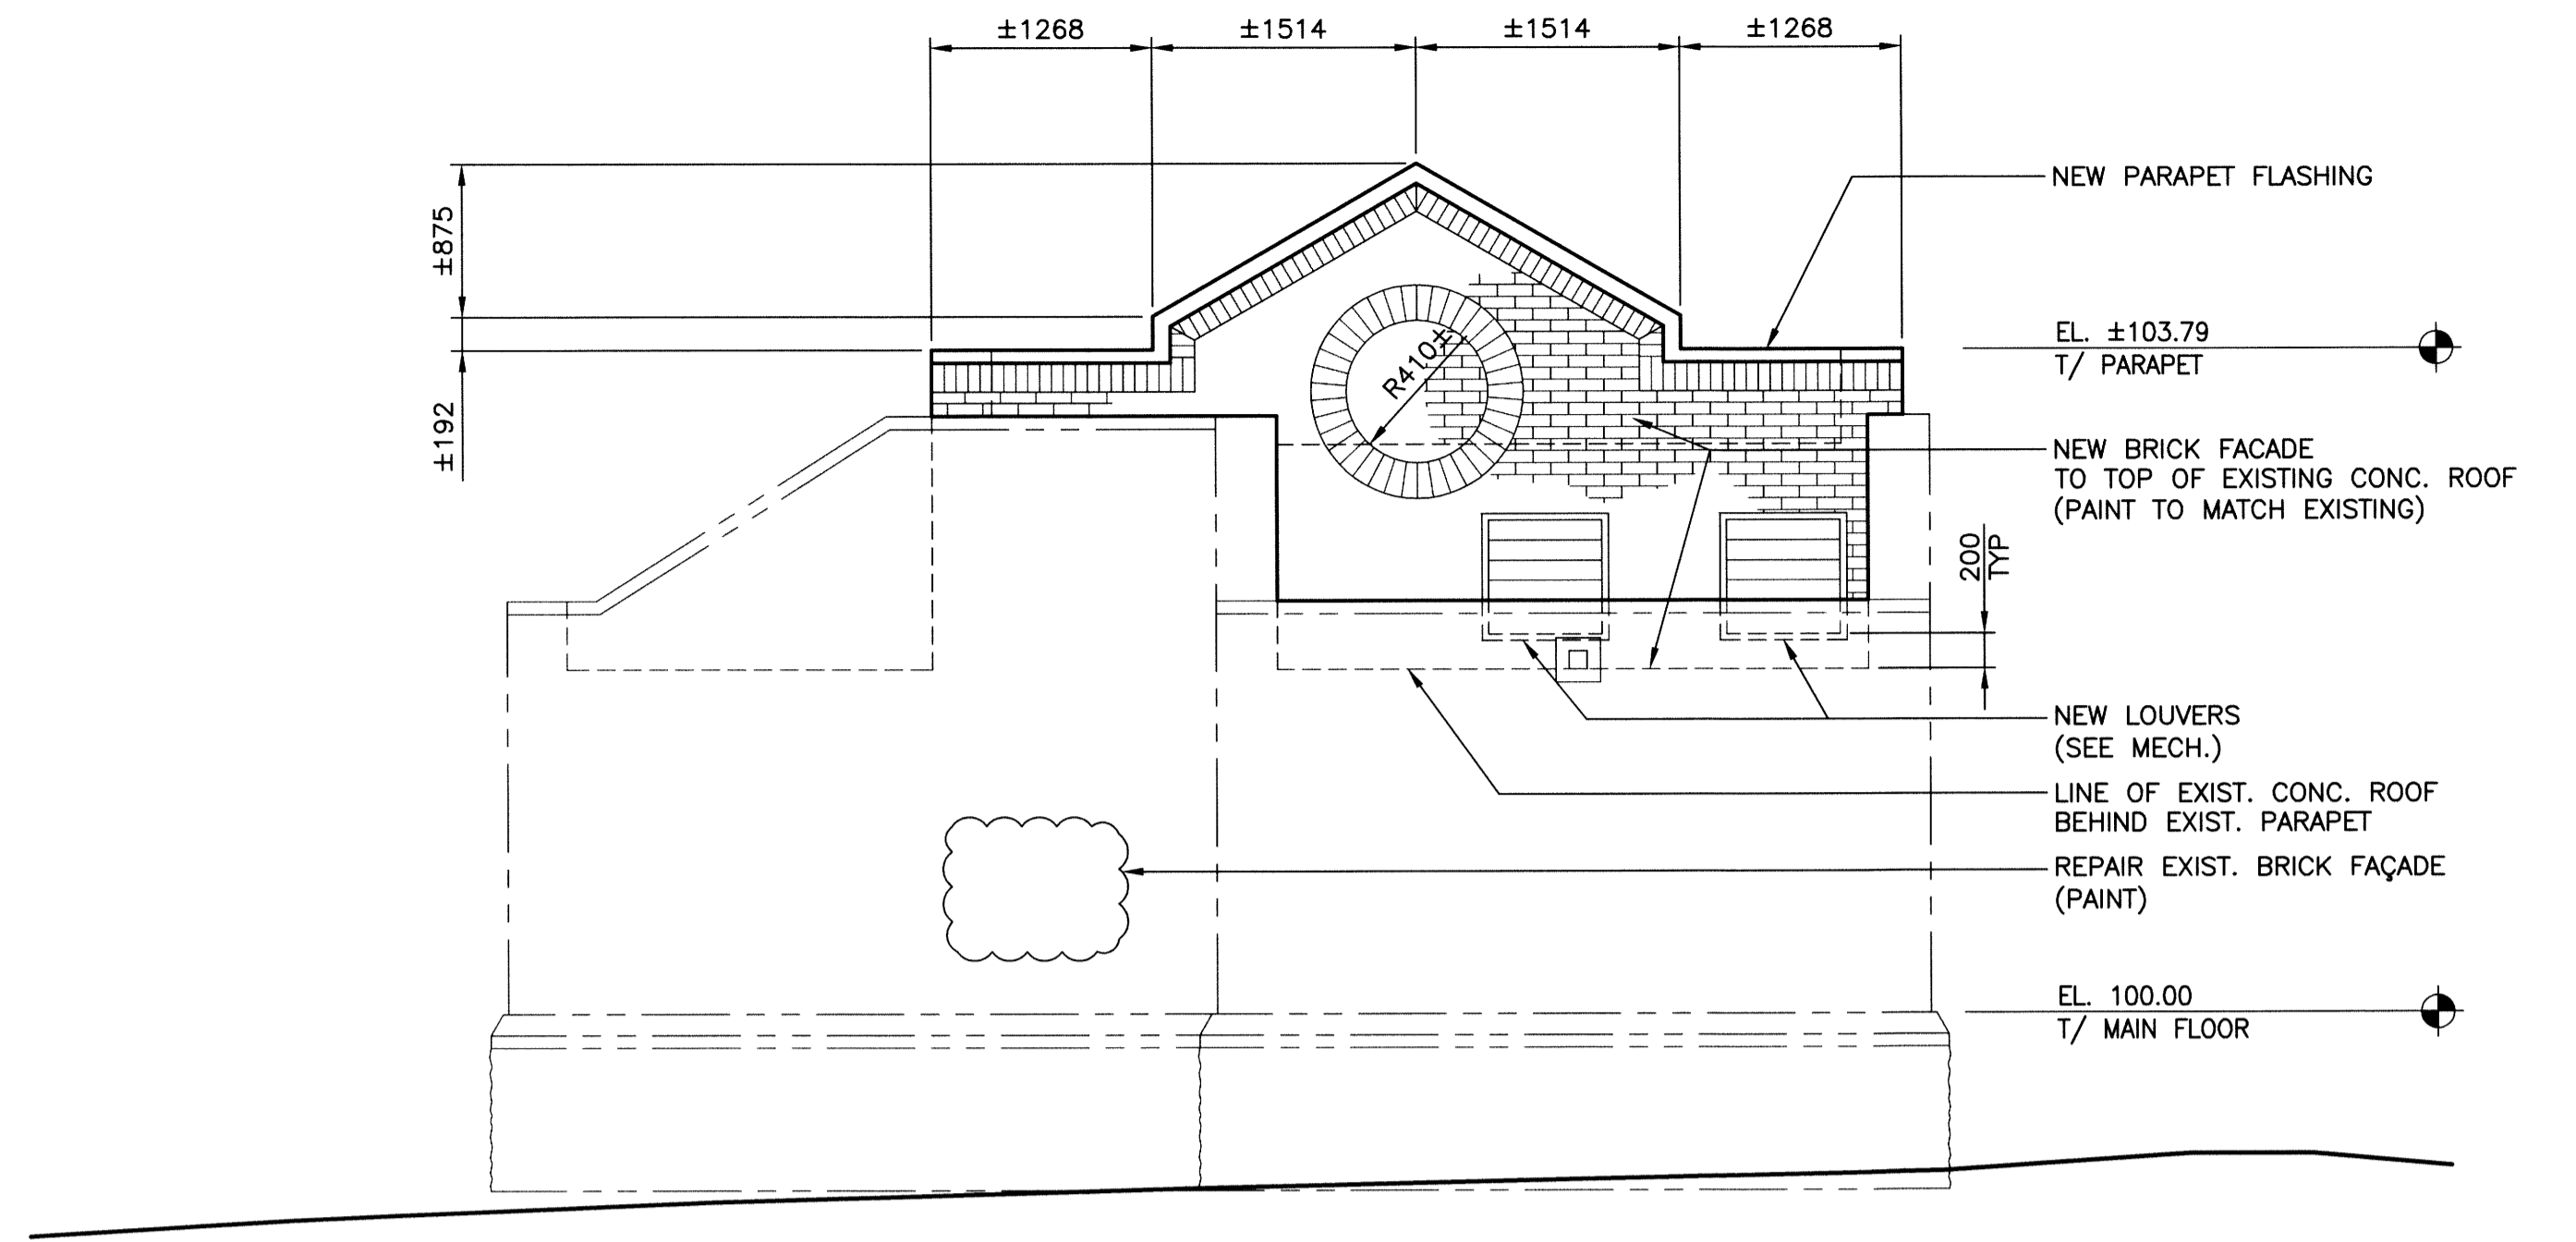 ±1268
±1514
±1514
±1268
±875
±192
R410±
NEW PARAPET FLASHING
EL. ±103.79
T/ PARAPET
NEW BRICK FACADE
TO TOP OF EXISTING CONC. ROOF
(PAINT TO MATCH EXISTING)
200
TYP
NEW LOUVERS
(SEE MECH.)
LINE OF EXIST. CONC. ROOF
BEHIND EXIST. PARAPET
REPAIR EXIST. BRICK FAÇADE
(PAINT)
EL. 100.00
T/ MAIN FLOOR